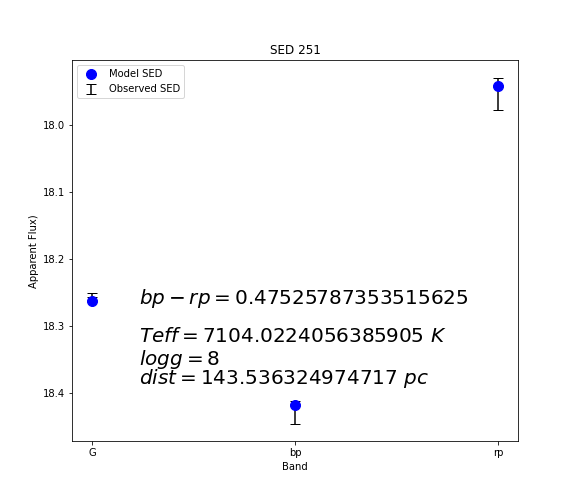 SED 251
Model SED
Observed SED
Apparent Flux)
18.0
18.1
18.2
18.3
18.4
bp − rp = 0.47525787353515625
Teff = 7104.0224056385905 K
logg = 8
dist = 143.536324974717 pc
G
bp
rp
Band